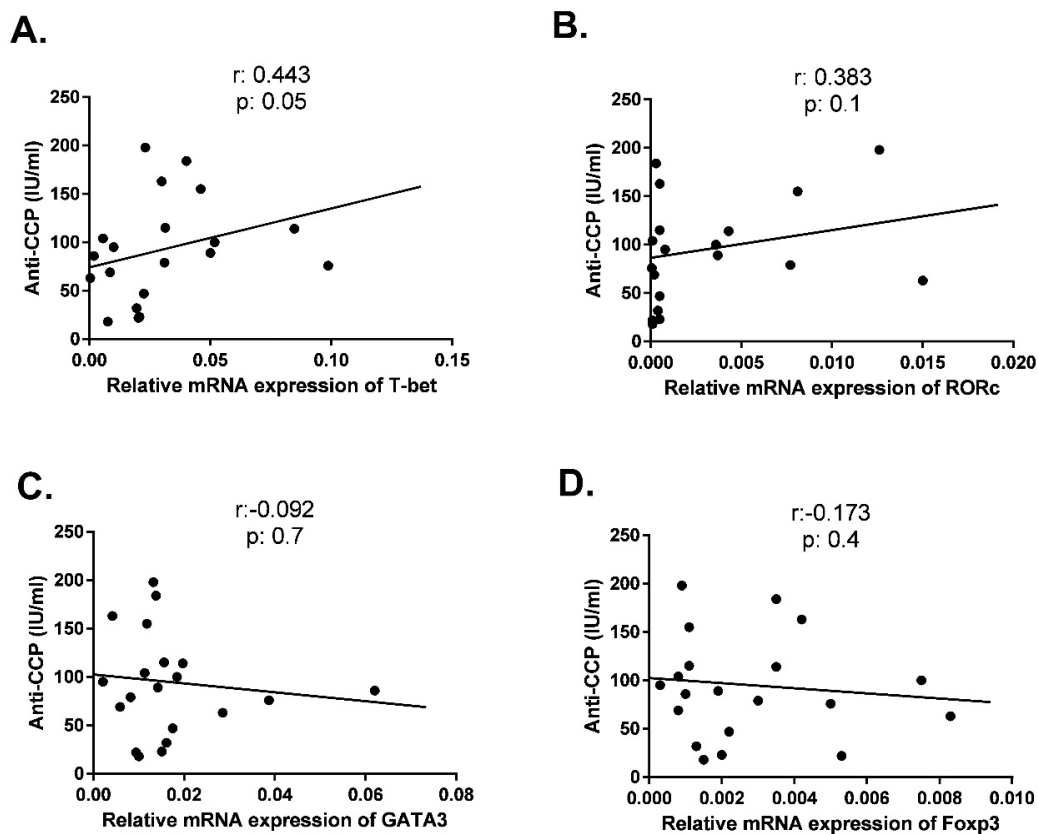 A.
r: 0.443
p: 0.05
Anti-CCP (IU/ml)
250
200
150
100
50
0
0.00 0.05 0.10 0.15
Relative mRNA expression of T-bet
B.
r: 0.383
p: 0.1
Anti-CCP (IU/ml)
250
200
150
100
50
0
0.000 0.005 0.010 0.015 0.020
Relative mRNA expression of RORc
C.
r:-0.092
p: 0.7
Anti-CCP (IU/ml)
250
200
150
100
50
0
0.00 0.02 0.04 0.06 0.08
Relative mRNA expression of GATA3
D.
r:-0.173
p: 0.4
Anti-CCP (IU/ml)
250
200
150
100
50
0
0.000 0.002 0.004 0.006 0.008 0.010
Relative mRNA expression of Foxp3